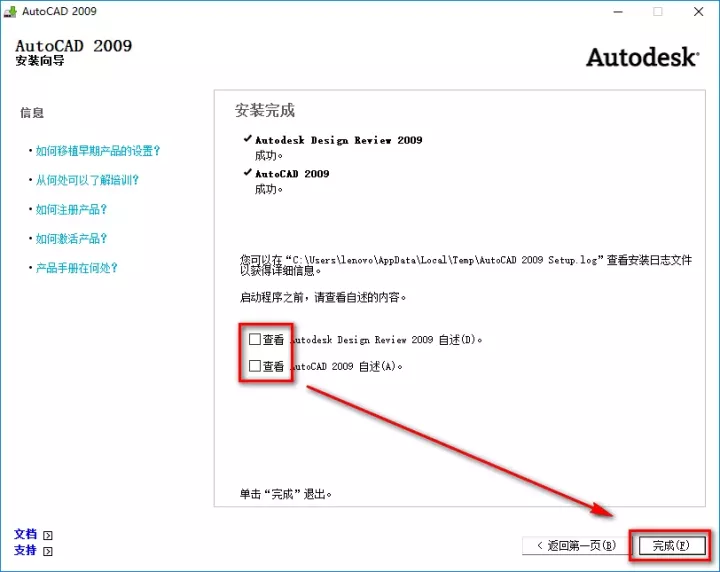 AutoCAD 2009
AutoCAD 2009
安装向导
Autodesk
信息
• 如何移植早期产品的设置?
• 从何处可以了解培训?
• 如何注册产品?
• 如何激活产品?
• 产品手册在何处?
安装完成
Autodesk Design Review 2009
成功。
AutoCAD 2009
成功。
您可以在“C:\Users\lenovo\AppData\Local\Temp\AutoCAD 2009 Setup.log”查看安装日志文件
以获得详细信息。
启动程序之前,请查看自述的内容。
查看 Autodesk Design Review 2009 自述(D)。
查看 AutoCAD 2009 自述(A)。
单击“完成”退出。
文档
支持
< 返回第一页(B)
完成(F)